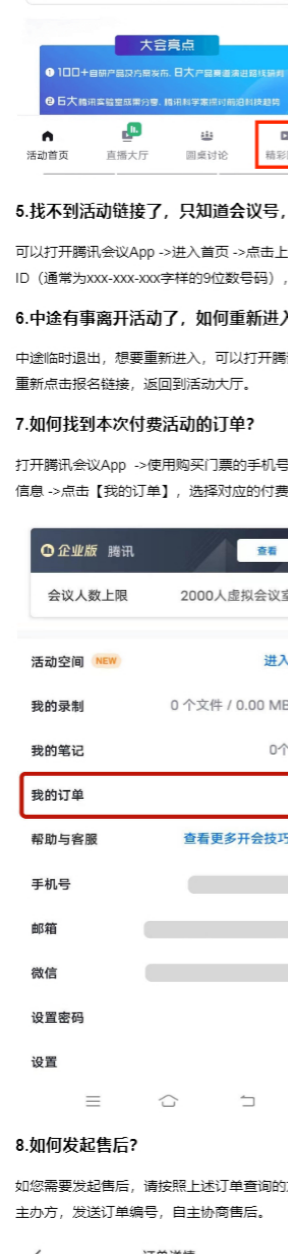 大会亮点
❶ 100+自研产品及方案发布、8大产品赛道演进路线
❷ 6大腾讯实验室成果分享、腾讯科学家探讨前沿科技趋势
活动首页 直播大厅 圆桌讨论 精彩
5.找不到活动链接了，只知道会议号，
可以打开腾讯会议App ->进入首页 ->点击上
ID（通常为xxx-xxx-xxx字样的9位数号码），
6.中途有事离开活动了，如何重新进入
中途临时退出，想要重新进入，可以打开腾
重新点击报名链接，返回到活动大厅。
7.如何找到本次付费活动的订单?
打开腾讯会议App ->使用购买门票的手机号
信息 ->点击【我的订单】，选择对应的付费
企业版 腾讯 查看
会议人数上限 2000人虚拟会议室
活动空间 NEW 进入
我的录制 0 个文件 / 0.00 MB
我的笔记 0个
我的订单
帮助与客服 查看更多开会技巧
手机号
邮箱
微信
设置密码
设置
8.如何发起售后?
如您需要发起售后，请按照上述订单查询的
主办方，发送订单编号，自主协商售后。
订单详情